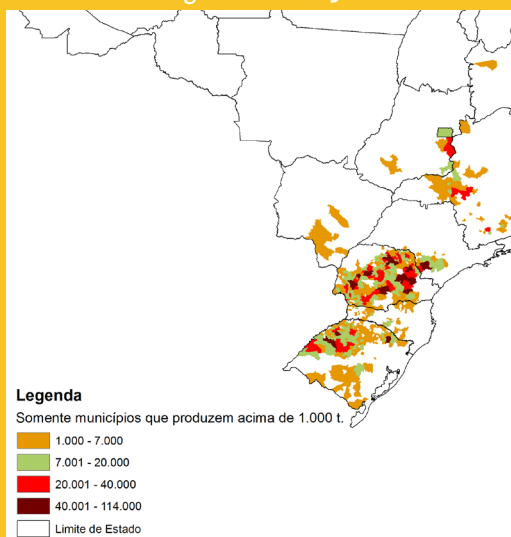 Legenda
Somente municípios que produzem acima de 1.000 t.
1.000 - 7.000
7.001 - 20.000
20.001 - 40.000
40.001 - 114.000
Limite de Estado